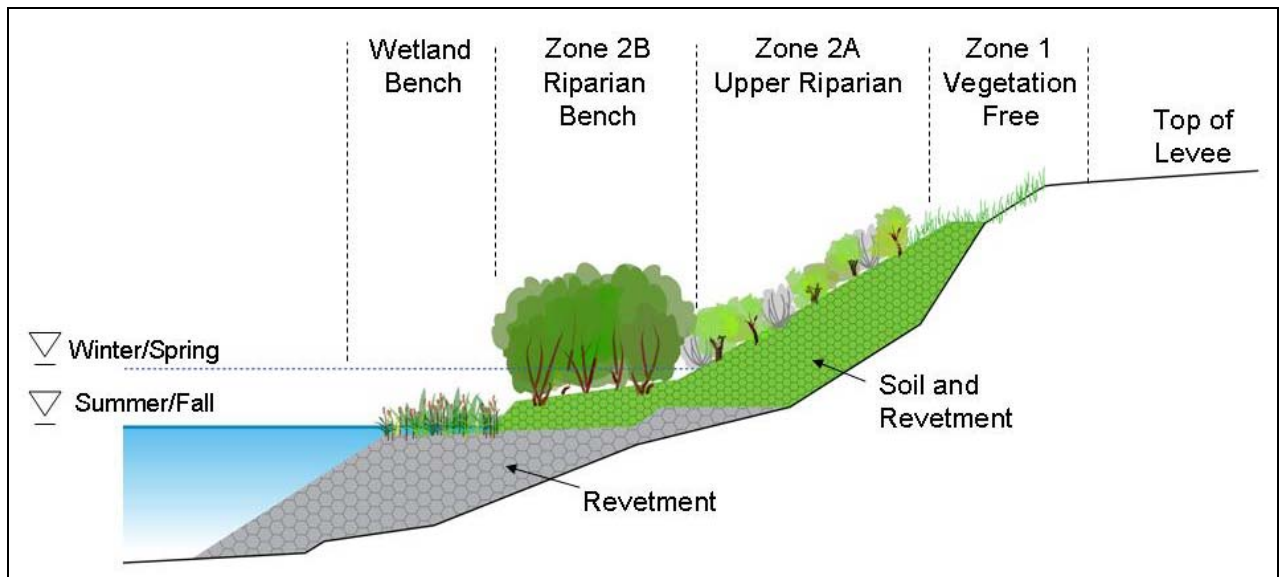 Wetland
Bench
Zone 2B
Riparian
Bench
Zone 2A
Upper Riparian
Zone 1
Vegetation
Free
Top of
Levee
Winter/Spring
Summer/Fall
Soil and
Revetment
Revetment